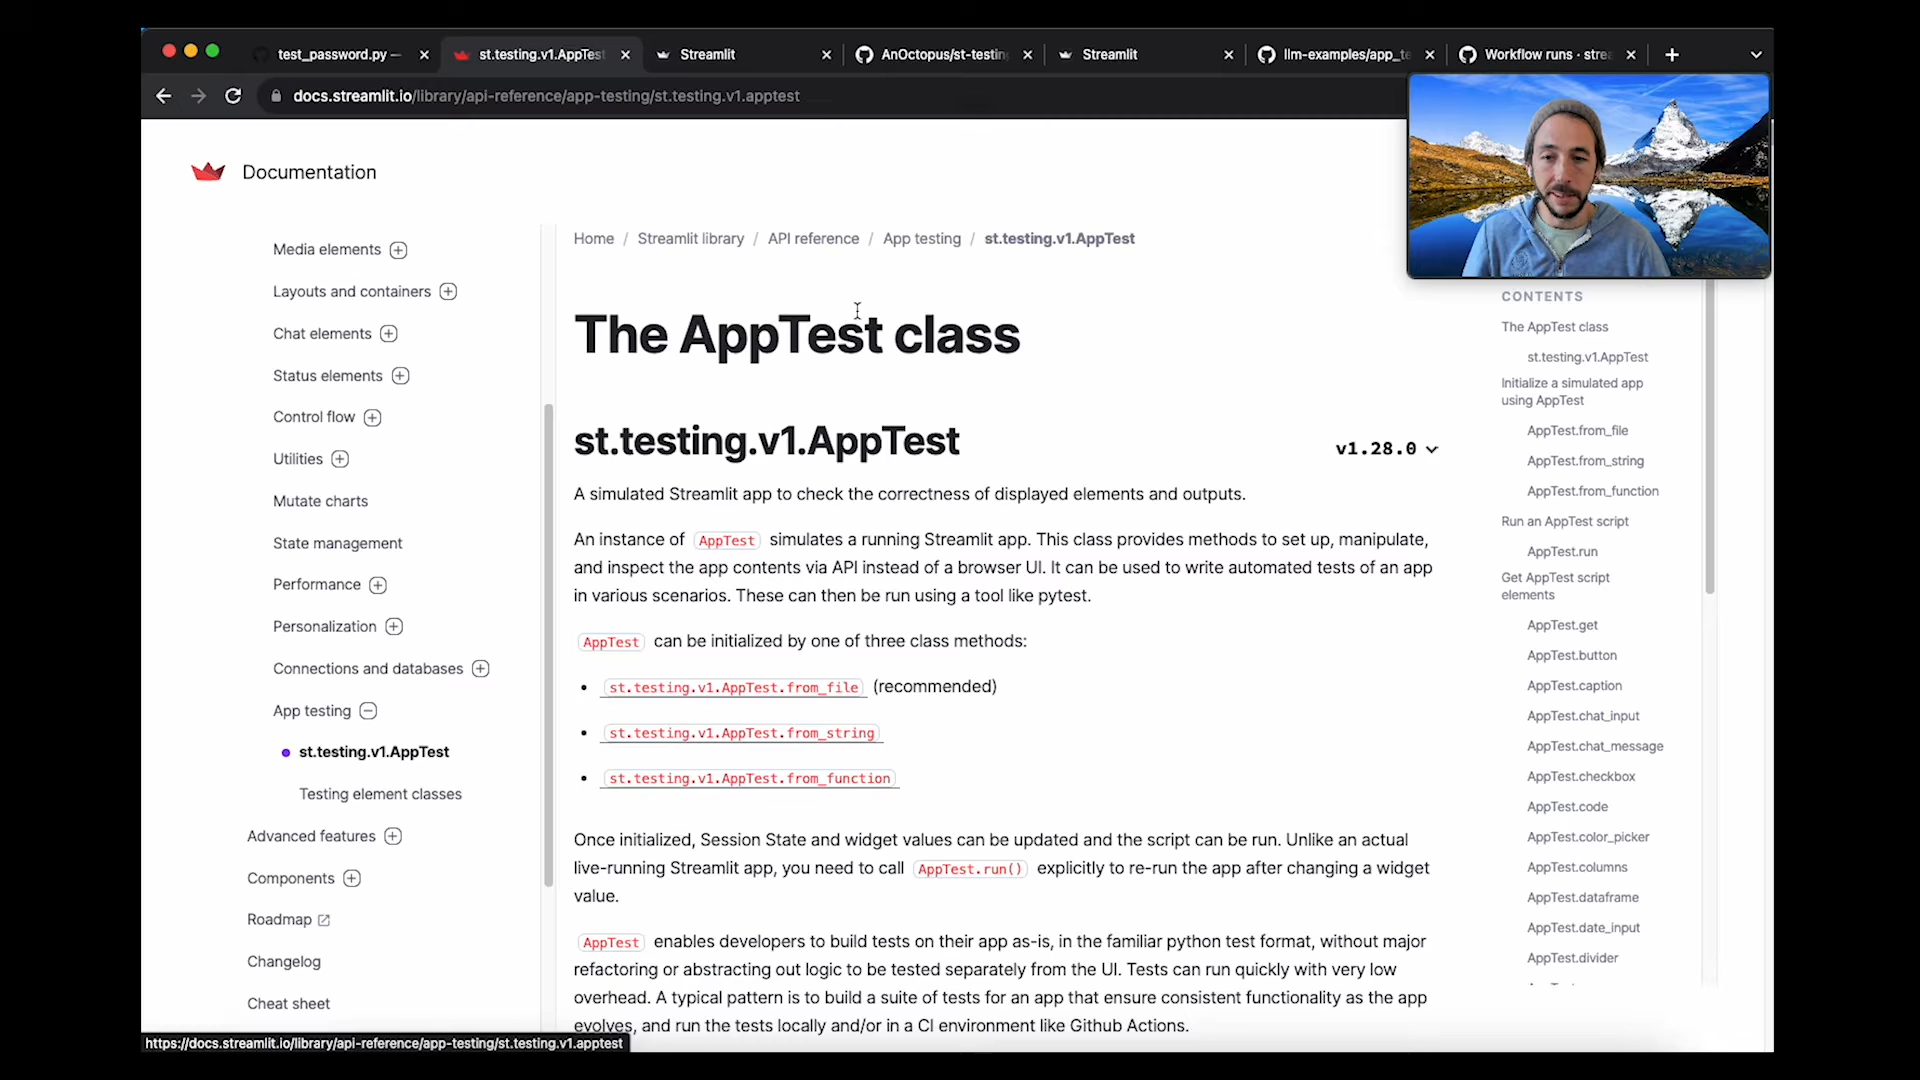 test_password.py —
st.testing.v1.AppTest
Streamlit
AnOctopus/st-testing
Streamlit
llm-examples/app_te
Workflow runs · strea
docs.streamlit.io/library/api-reference/app-testing/st.testing.v1.apptest
Documentation
Media elements
Layouts and containers
Chat elements
Status elements
Control flow
Utilities
Mutate charts
State management
Performance
Personalization
Connections and databases
App testing
st.testing.v1.AppTest
Testing element classes
Advanced features
Components
Roadmap
Changelog
Cheat sheet
https://docs.streamlit.io/library/api-reference/app-testing/st.testing.v1.apptest
Home / Streamlit library / API reference / App testing / st.testing.v1.AppTest
The AppTest class
st.testing.v1.AppTest
v1.28.0
A simulated Streamlit app to check the correctness of displayed elements and outputs.
An instance of AppTest simulates a running Streamlit app. This class provides methods to set up, manipulate,
and inspect the app contents via API instead of a browser UI. It can be used to write automated tests of an app
in various scenarios. These can then be run using a tool like pytest.
AppTest can be initialized by one of three class methods:
• st.testing.v1.AppTest.from_file (recommended)
• st.testing.v1.AppTest.from_string
• st.testing.v1.AppTest.from_function
Once initialized, Session State and widget values can be updated and the script can be run. Unlike an actual
live-running Streamlit app, you need to call AppTest.run() explicitly to re-run the app after changing a widget
value.
AppTest enables developers to build tests on their app as-is, in the familiar python test format, without major
refactoring or abstracting out logic to be tested separately from the UI. Tests can run quickly with very low
overhead. A typical pattern is to build a suite of tests for an app that ensure consistent functionality as the app
evolves, and run the tests locally and/or in a CI environment like Github Actions.
CONTENTS
The AppTest class
st.testing.v1.AppTest
Initialize a simulated app
using AppTest
AppTest.from_file
AppTest.from_string
AppTest.from_function
Run an AppTest script
AppTest.run
Get AppTest script
elements
AppTest.get
AppTest.button
AppTest.caption
AppTest.chat_input
AppTest.chat_message
AppTest.checkbox
AppTest.code
AppTest.color_picker
AppTest.columns
AppTest.dataframe
AppTest.date_input
AppTest.divider